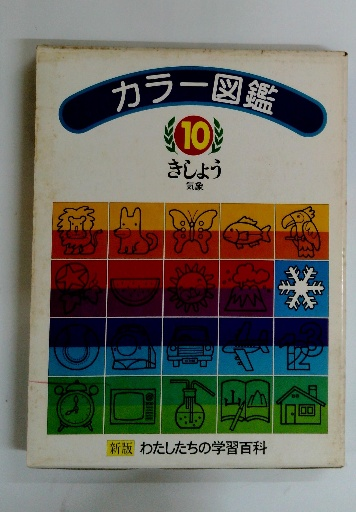 カラー図鑑
10
きしょう
気象
新版 わたしたちの学習百科